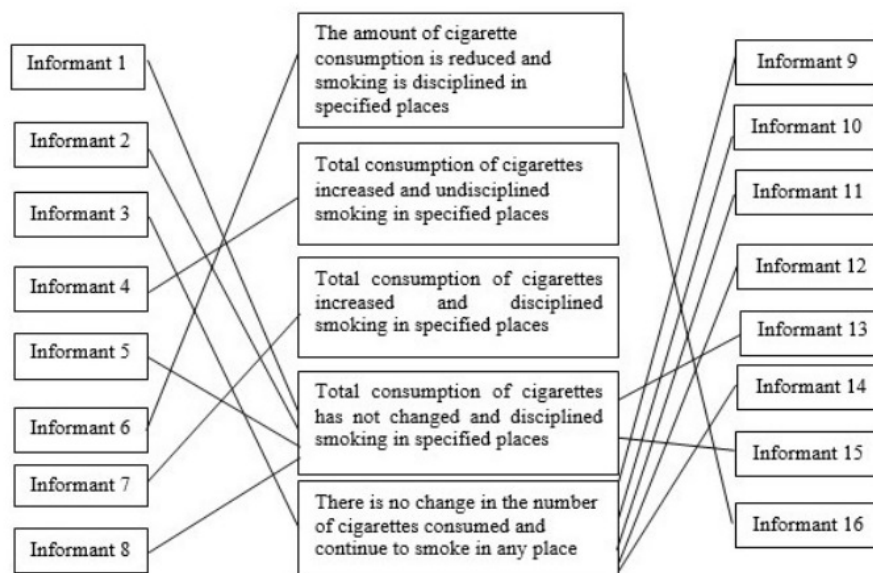 Informant 1
Informant 2
Informant 3
Informant 4
Informant 5
Informant 6
Informant 7
Informant 8
The amount of cigarette
consumption is reduced and
smoking is disciplined in
specified places
Total consumption of cigarettes
increased and undisciplined
smoking in specified places
Total consumption of cigarettes
increased and disciplined
smoking in specified places
Total consumption of cigarettes
has not changed and disciplined
smoking in specified places
There is no change in the number
of cigarettes consumed and
continue to smoke in any place
Informant 9
Informant 10
Informant 11
Informant 12
Informant 13
Informant 14
Informant 15
Informant 16